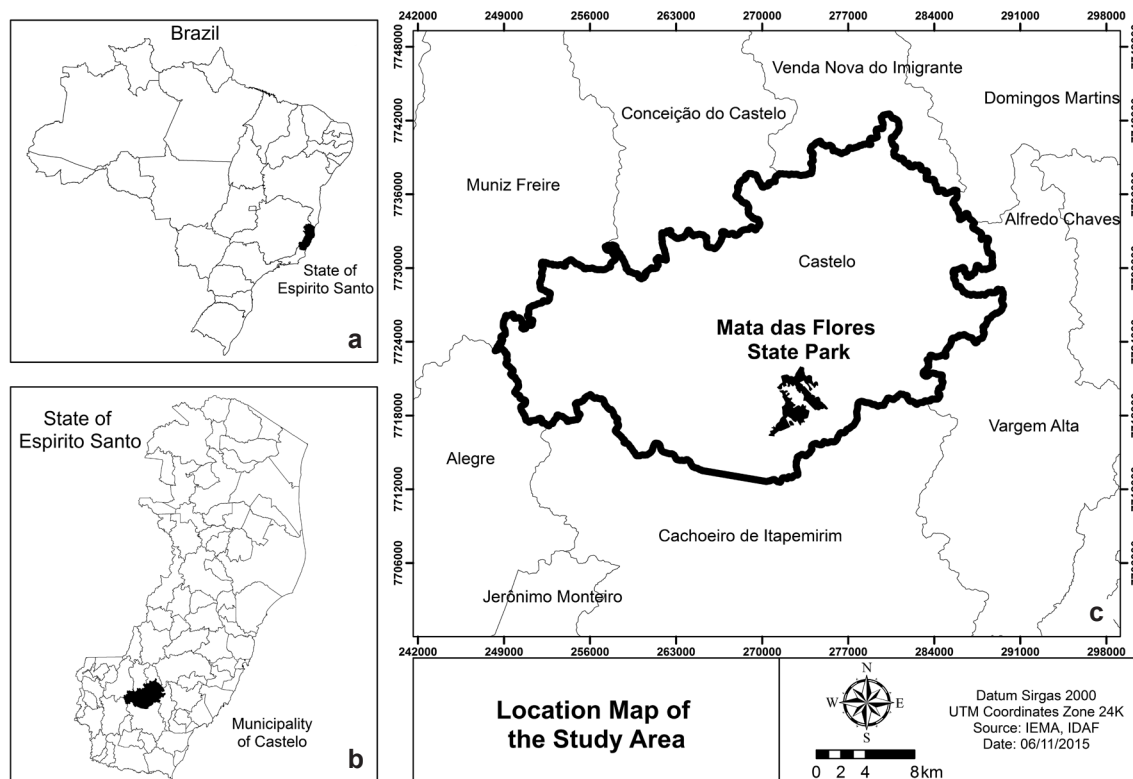 Brazil
State of
Espirito Santo
a
State of
Espirito Santo
Municipality
of Castelo
b
242000 249000 256000 263000 270000 277000 284000 291000 298000
7748000
7742000
7736000
7730000
7724000
7718000
7712000
7706000
Venda Nova do Imigrante
Domingos Martins
Conceição do Castelo
Muniz Freire
Alfredo Chaves
Castelo
Mata das Flores
State Park
Vargem Alta
Alegre
Cachoeiro de Itapemirim
Jerônimo Monteiro
c
242000 249000 256000 263000 270000 277000 284000 291000 298000
Location Map of
the Study Area
N
W E
S
0 2 4 8km
Datum Sirgas 2000
UTM Coordinates Zone 24K
Source: IEMA, IDAF
Date: 06/11/2015